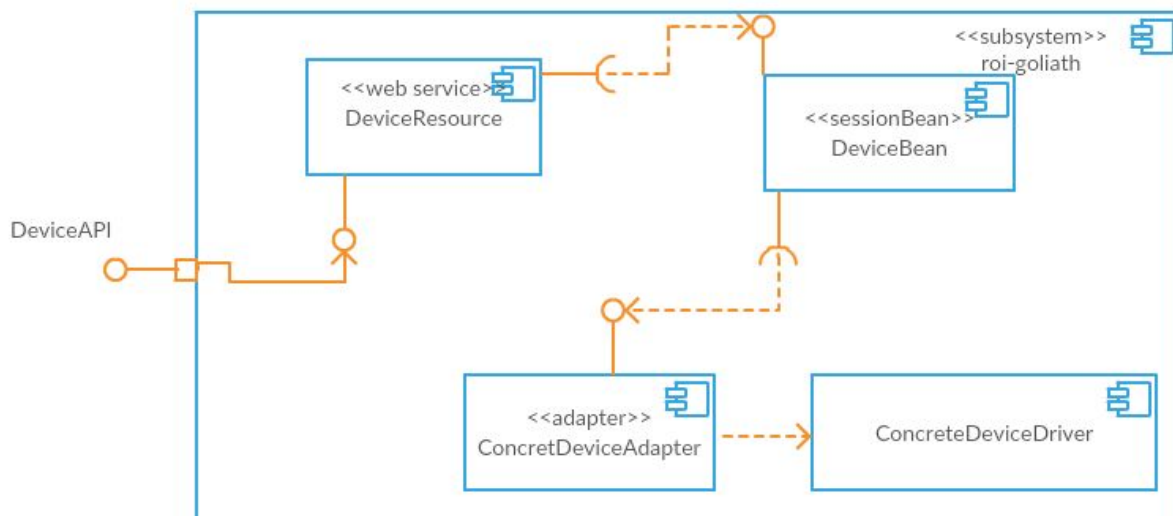 <<subsystem>>
roi-goliath
<<web service>>
DeviceResource
<<sessionBean>>
DeviceBean
DeviceAPI
<<adapter>>
ConcretDeviceAdapter
ConcreteDeviceDriver